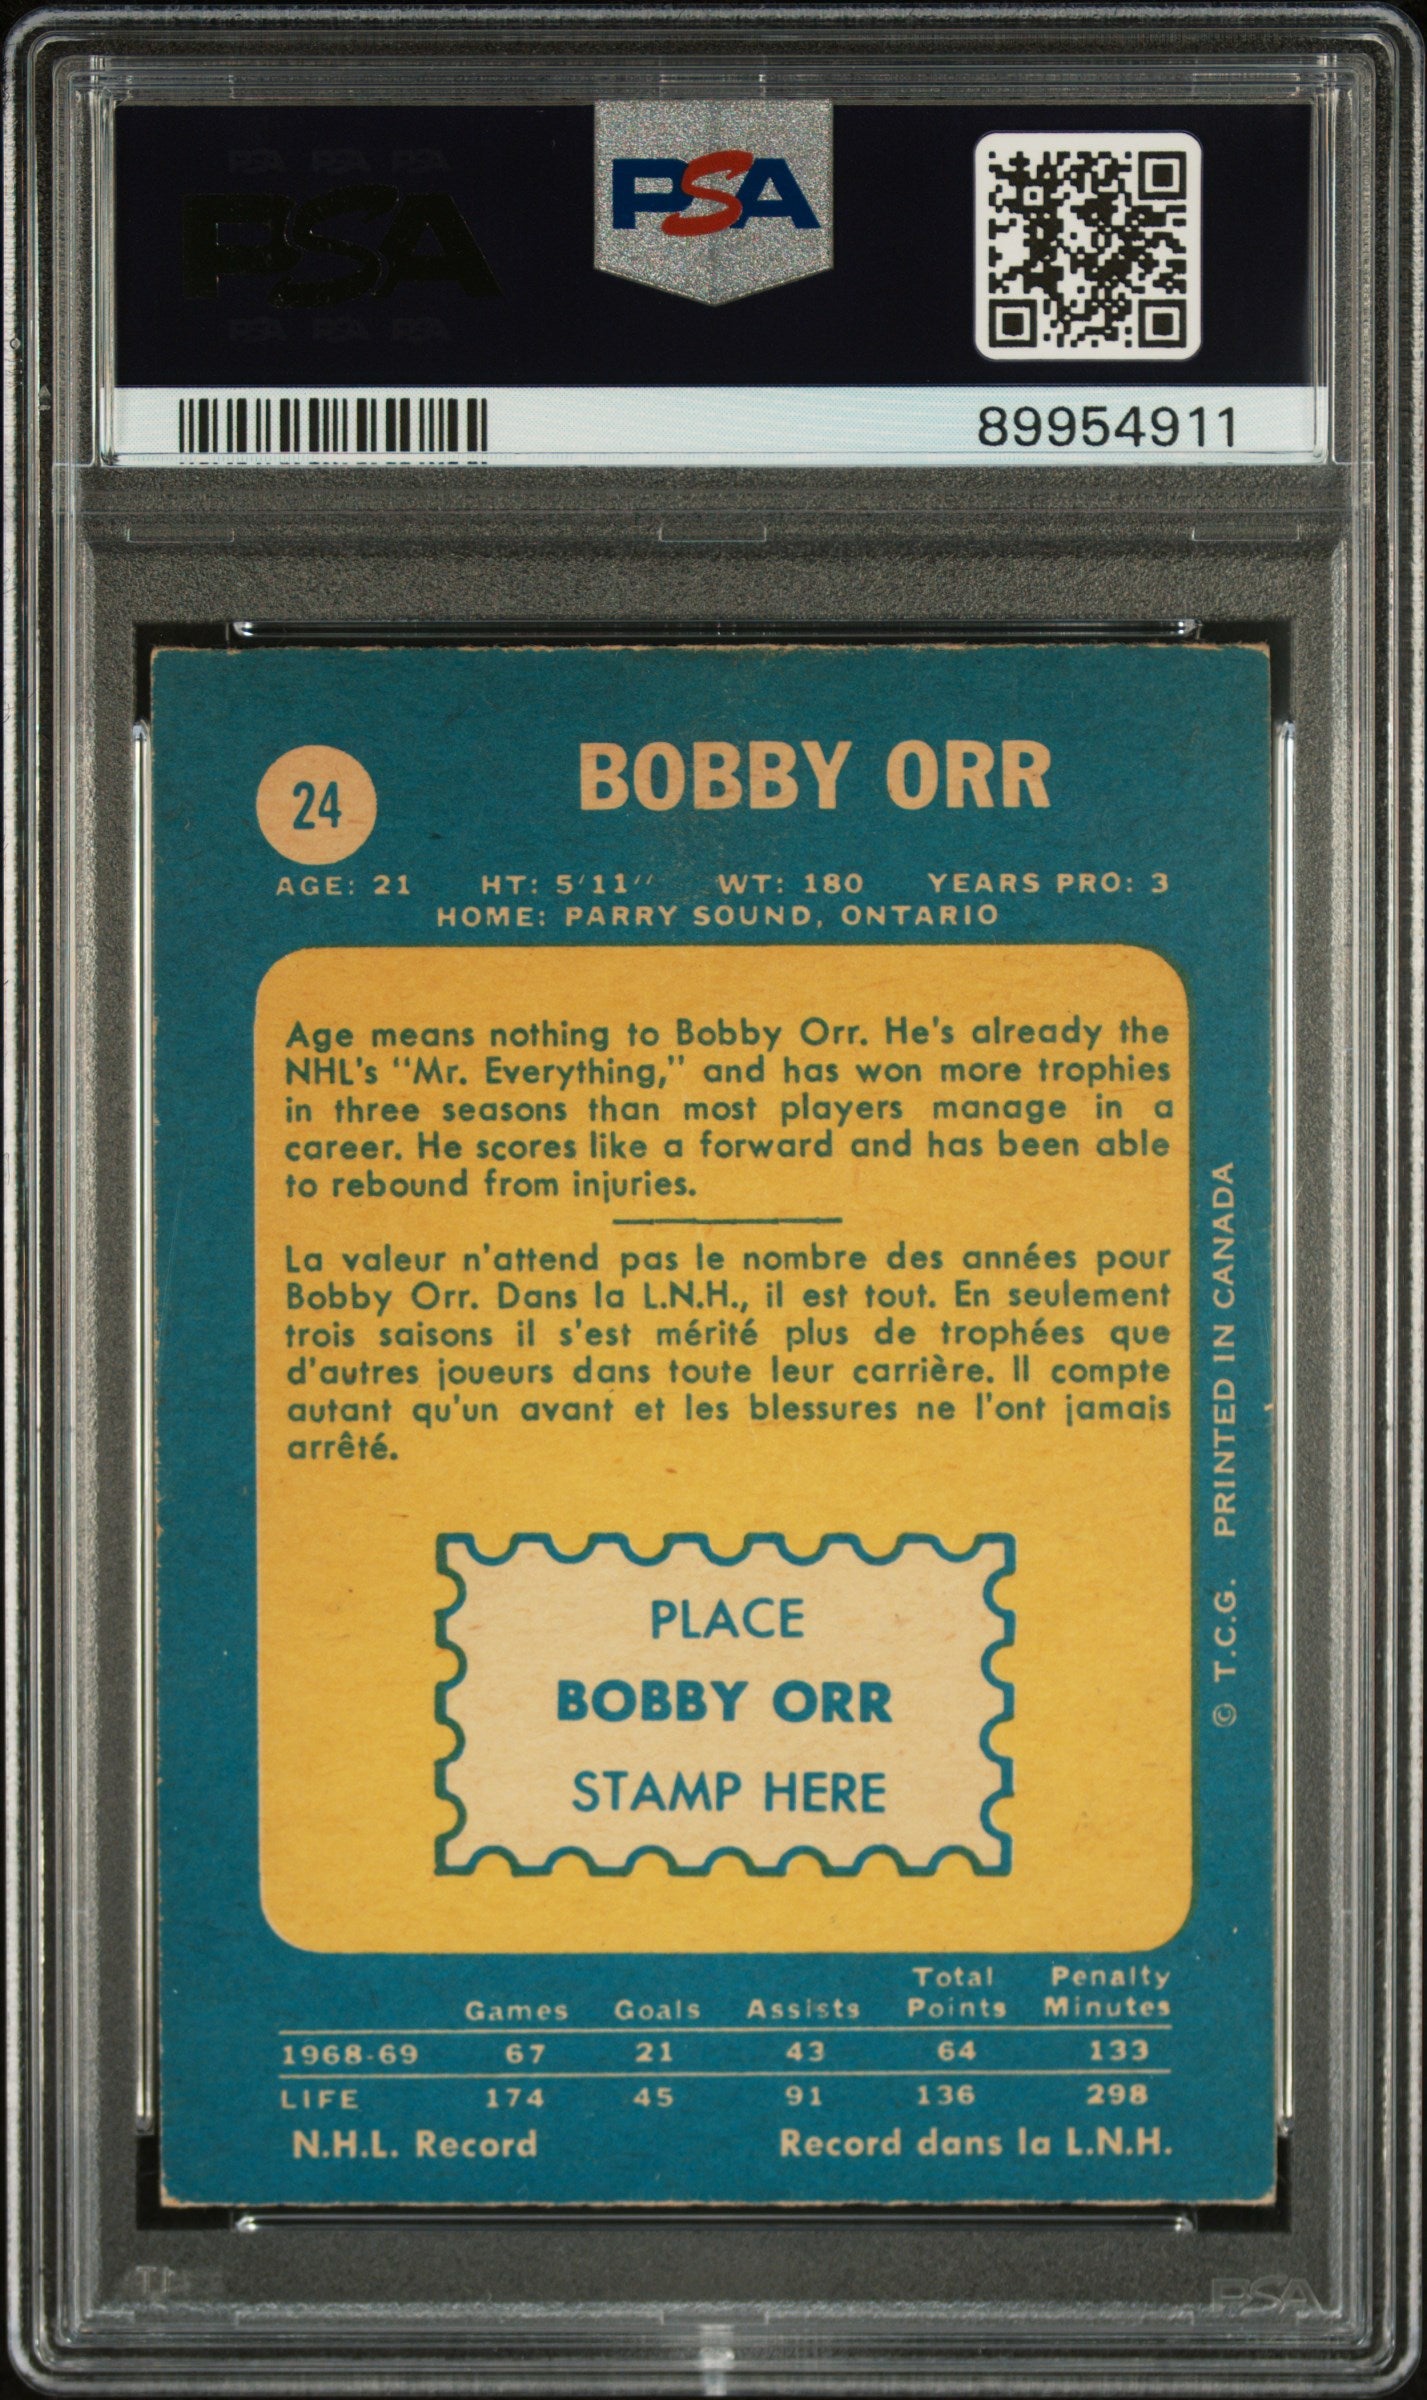 PSA PSA PSA
PSA
PSA PSA PSA
PSA
89954911
24
BOBBY ORR
AGE: 21 HT: 5'11'' WT: 180 YEARS PRO: 3
HOME: PARRY SOUND, ONTARIO
Age means nothing to Bobby Orr. He's already the
NHL's "Mr. Everything," and has won more trophies
in three seasons than most players manage in a
career. He scores like a forward and has been able
to rebound from injuries.
La valeur n'attend pas le nombre des années pour
Bobby Orr. Dans la L.N.H., il est tout. En seulement
trois saisons il s'est mérité plus de trophées que
d'autres joueurs dans toute leur carrière. Il compte
autant qu'un avant et les blessures ne l'ont jamais
arrêté.
PLACE
BOBBY ORR
STAMP HERE
© T.C.G. PRINTED IN CANADA
Games Goals Assists Total Points Penalty Minutes
1968-69 67 21 43 64 133
LIFE 174 45 91 136 298
N.H.L. Record Record dans la L.N.H.
PSA